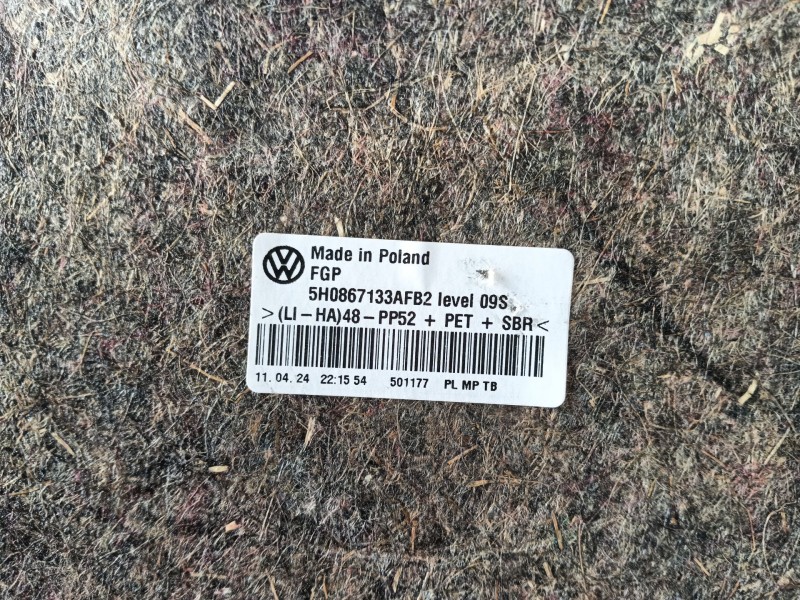 Made in Poland
FGP
5H0867133AFB2 level 09S
>(LI-HA)48-PP52 + PET + SBR<
11. 04. 24 22:15 54 501177 PL MP TB